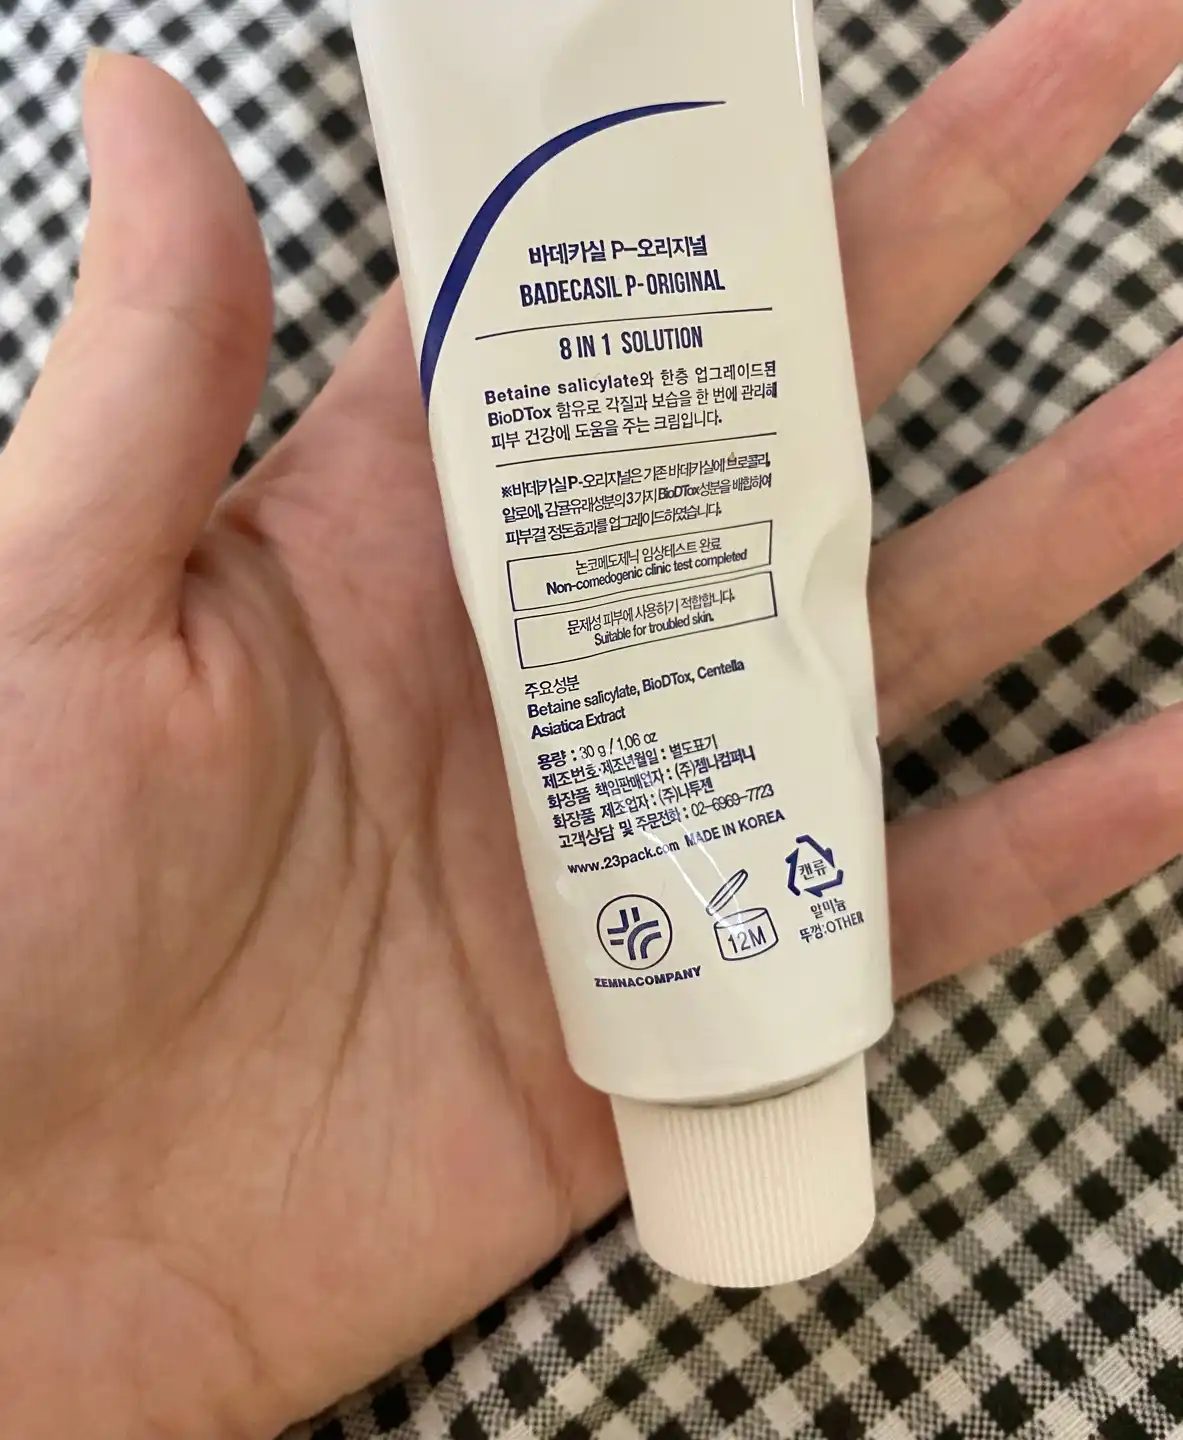 바데카실 P-오리지널
BADECASIL P-ORIGINAL
8 IN 1 SOLUTION
Betaine salicylate와 한층 업그레이드된
BioDTox 함유로 각질과 보습을 한 번에 관리해
피부 건강에 도움을 주는 크림입니다.
※바데카실P-오리지널은 기존 바데카실에 브로콜리,
알로에, 감귤유래성분의 3가지 BioDTox성분을 배합하여
피부결 정돈효과를 업그레이드하였습니다.
논코메도제닉 임상테스트 완료
Non-comedogenic clinic test completed
문제성 피부에 사용하기 적합합니다.
Suitable for troubled skin.
주요성분
Betaine salicylate, BioDTox, Centella
Asiatica Extract
용량 : 30 g / 1.06 oz
제조번호·제조년월일 : 별도표기
화장품 책임판매업자 : (주)젬나컴퍼니
화장품 제조업자 : (주)나투젠
고객상담 및 주문전화 : 02-6969-7723
www.23pack.com MADE IN KOREA
ZEMNACOMPANY
12M
캔류
알미늄
뚜껑:OTHER